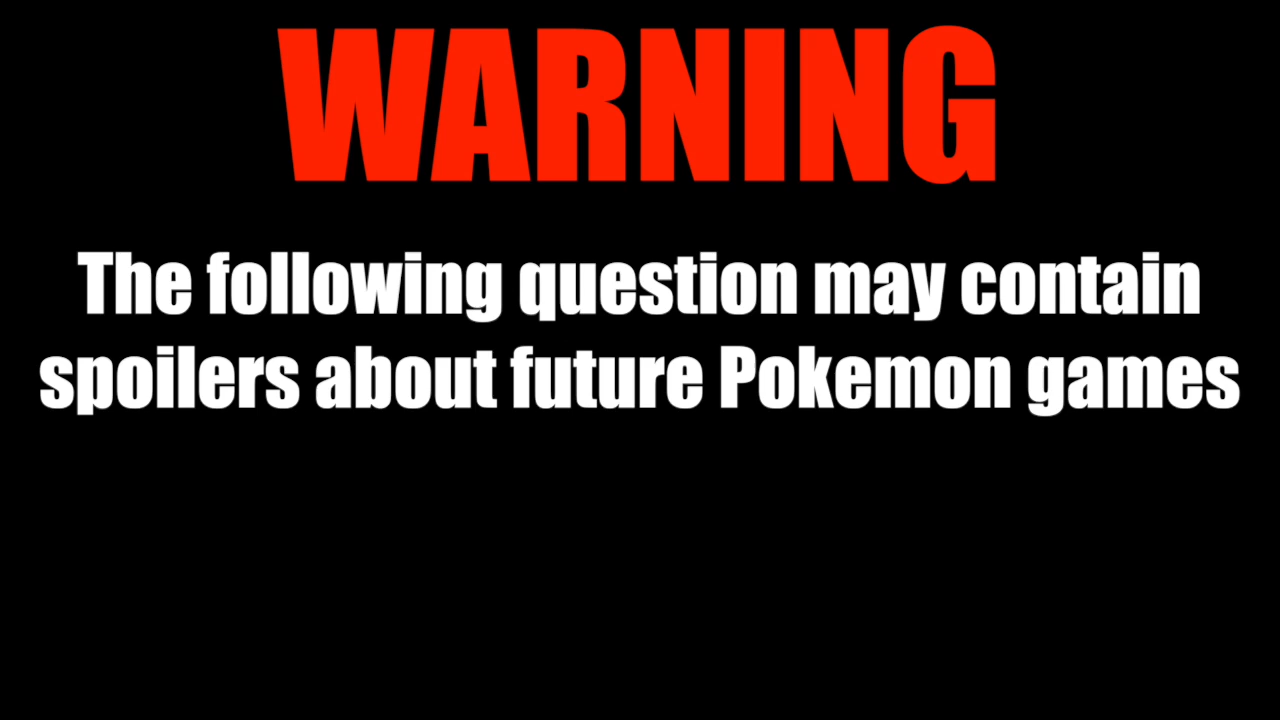 WARNING
The following question may contain
spoilers about future Pokemon games